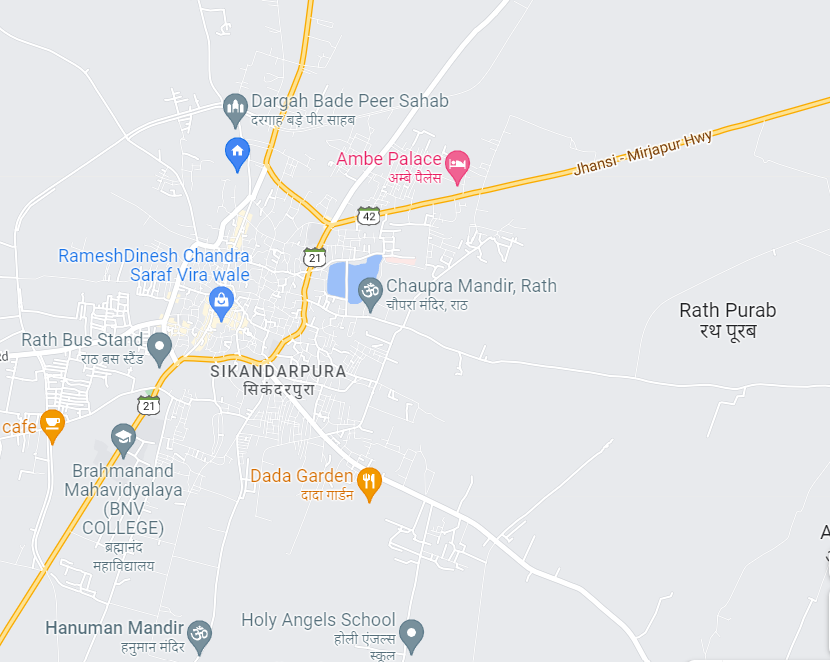 Dargah Bade Peer Sahab
दरगाह बड़े पीर साहब
Ambe Palace
अम्बे पैलेस
Jhansi - Mirjapur Hwy
42
21
RameshDinesh Chandra
Saraf Vira wale
Chaupra Mandir, Rath
चौपरा मंदिर, राठ
Rath Purab
रथ पूरब
Rath Bus Stand
राठ बस स्टैंड
Rd
SIKANDARPURA
सिकंदरपुरा
21
cafe
Brahmanand
Mahavidyalaya
(BNV
COLLEGE)
ब्रह्मानंद
महाविद्यालय
Dada Garden
दादा गार्डन
Holy Angels School
होली एंजल्स
स्कूल
Hanuman Mandir
हनुमान मंदिर